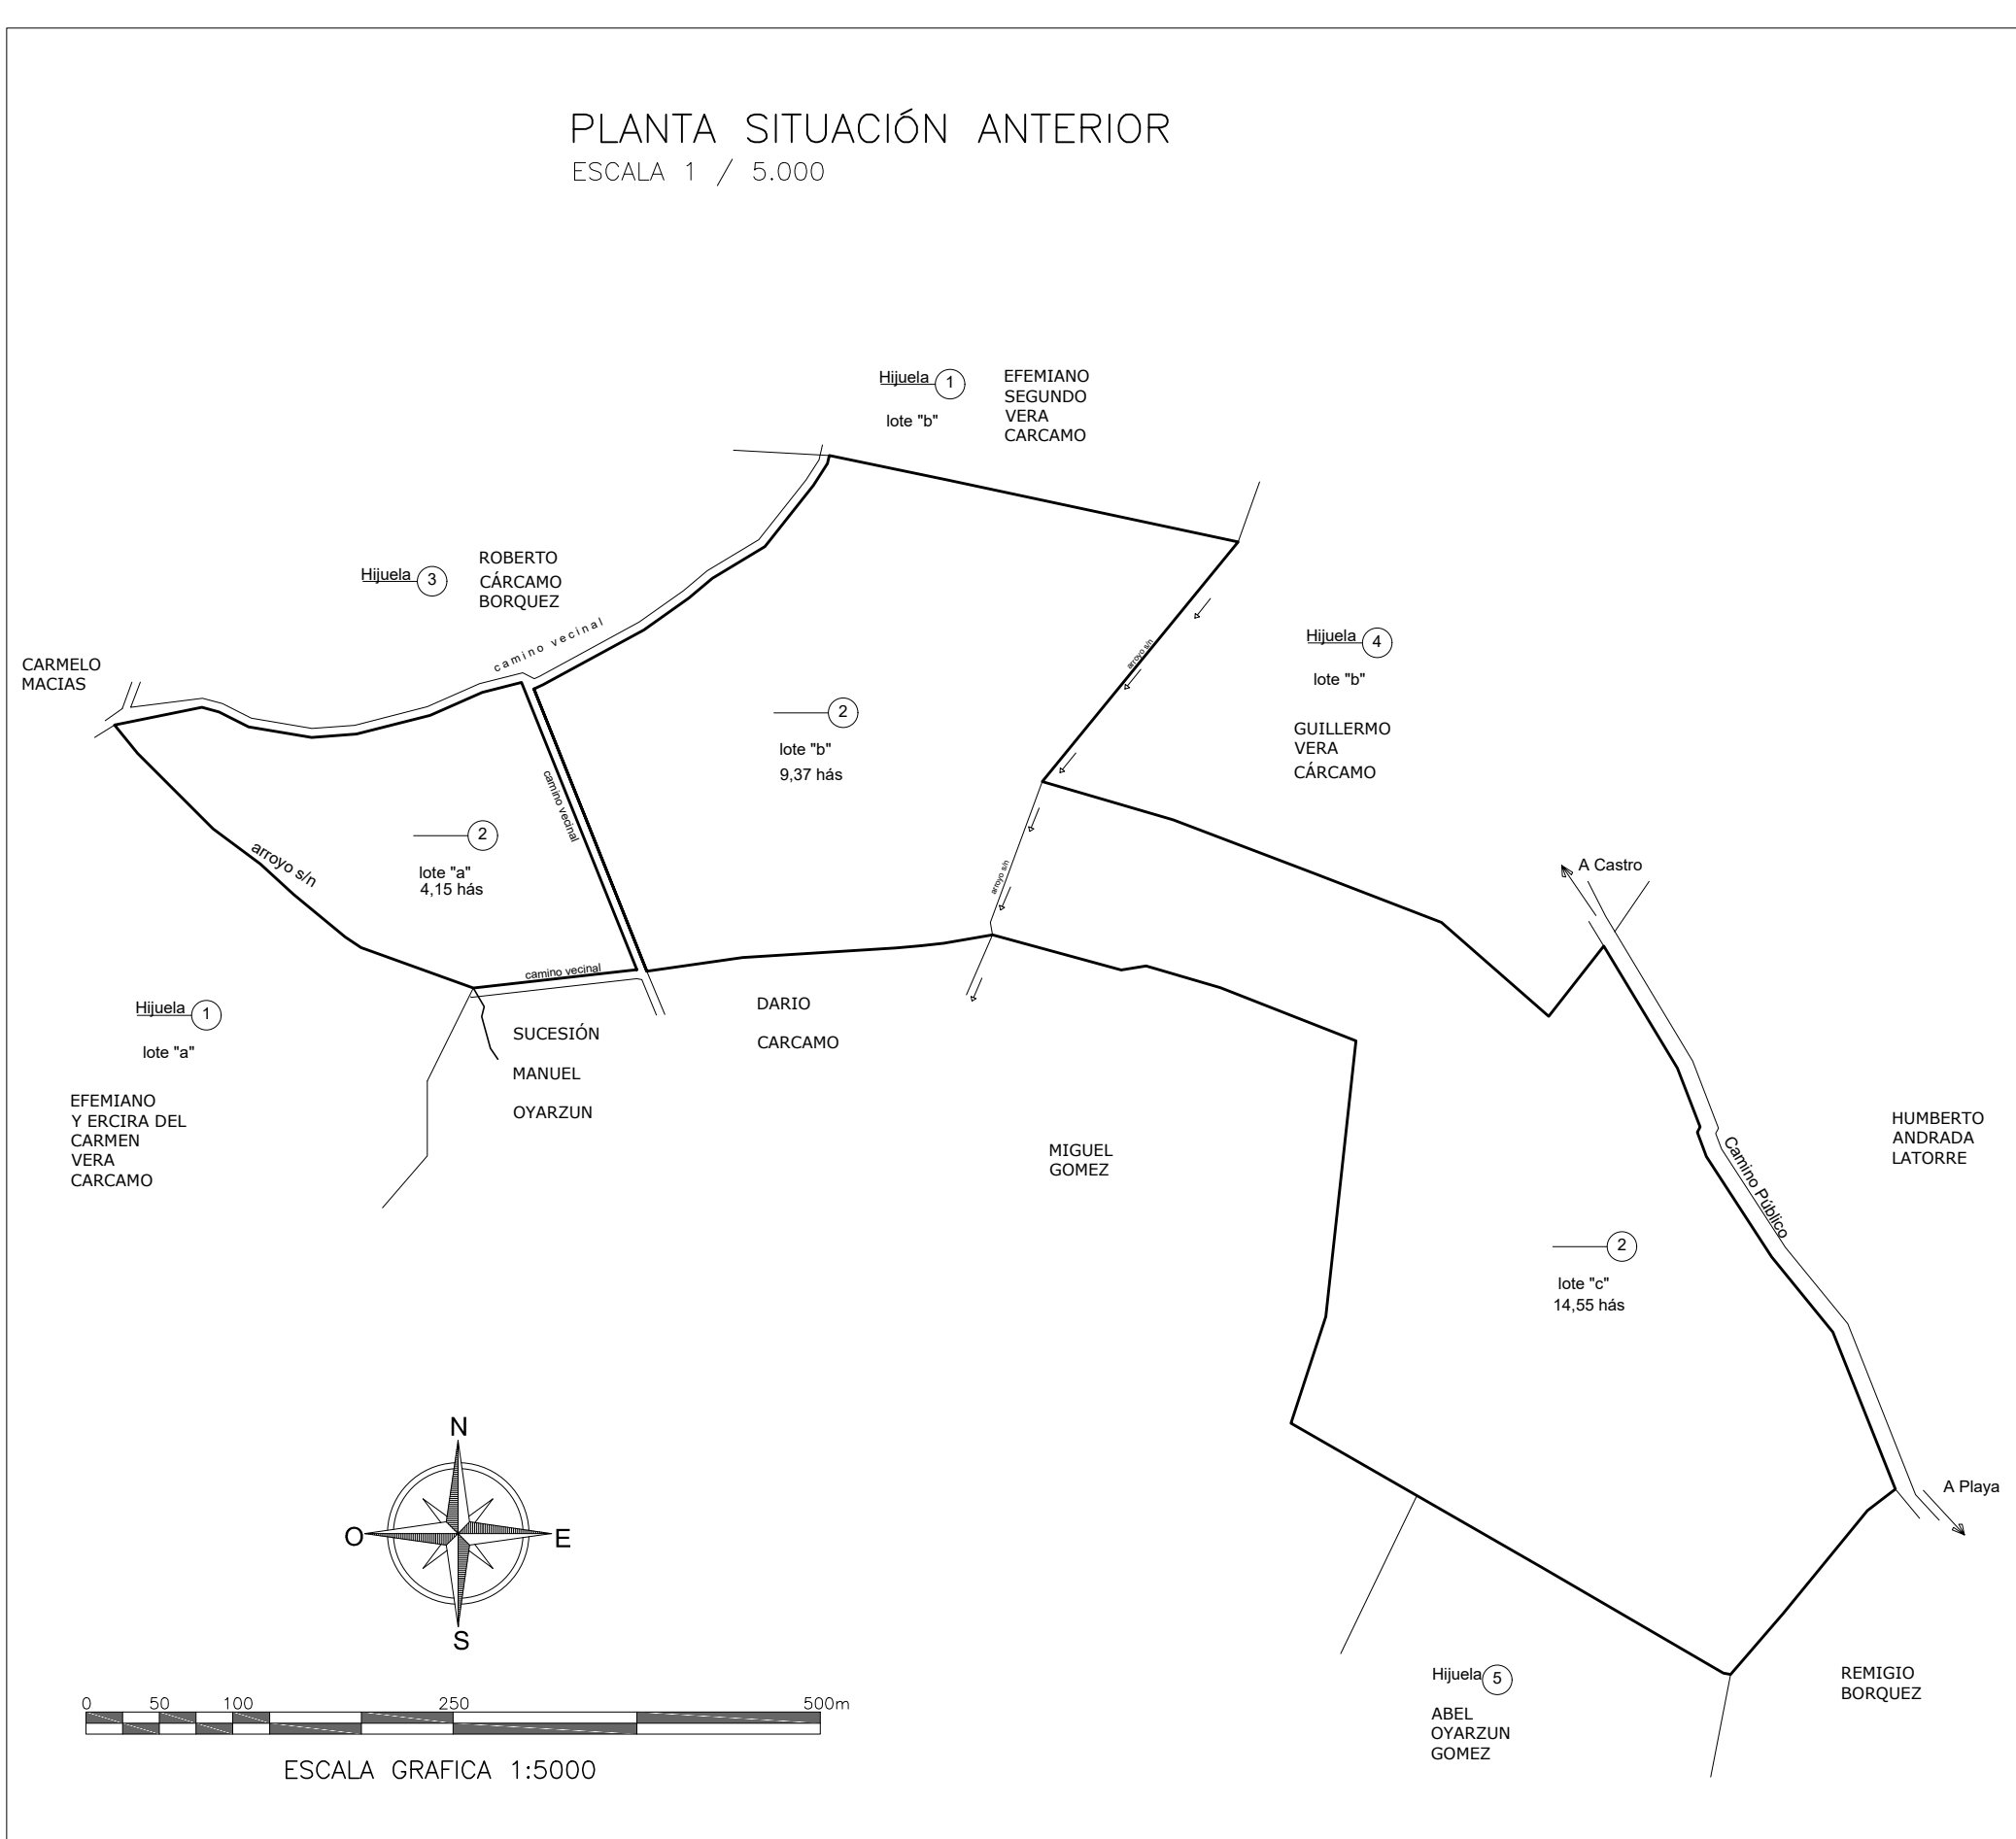 PLANTA SITUACIÓN ANTERIOR
ESCALA 1 / 5.000
Hijuela 1
lote "b"
EFEMIANO
SEGUNDO
VERA
CARCAMO
Hijuela 3
ROBERTO
CÁRCAMO
BORQUEZ
camino vecinal
CARMELO
MACIAS
arroyo s/n
Hijuela 4
lote "b"
GUILLERMO
VERA
CÁRCAMO
2
lote "b"
9,37 hás
camino vecinal
2
lote "a"
4,15 hás
arroyo s/n
arroyo s/n
A Castro
camino vecinal
Hijuela 1
lote "a"
EFEMIANO
Y ERCIRA DEL
CARMEN
VERA
CARCAMO
SUCESIÓN
MANUEL
OYARZUN
DARIO
CARCAMO
MIGUEL
GOMEZ
HUMBERTO
ANDRADA
LATORRE
Camino Público
2
lote "c"
14,55 hás
A Playa
N
O
E
S
Hijuela 5
ABEL
OYARZUN
GOMEZ
REMIGIO
BORQUEZ
0 50 100 250 500m
ESCALA GRAFICA 1:5000